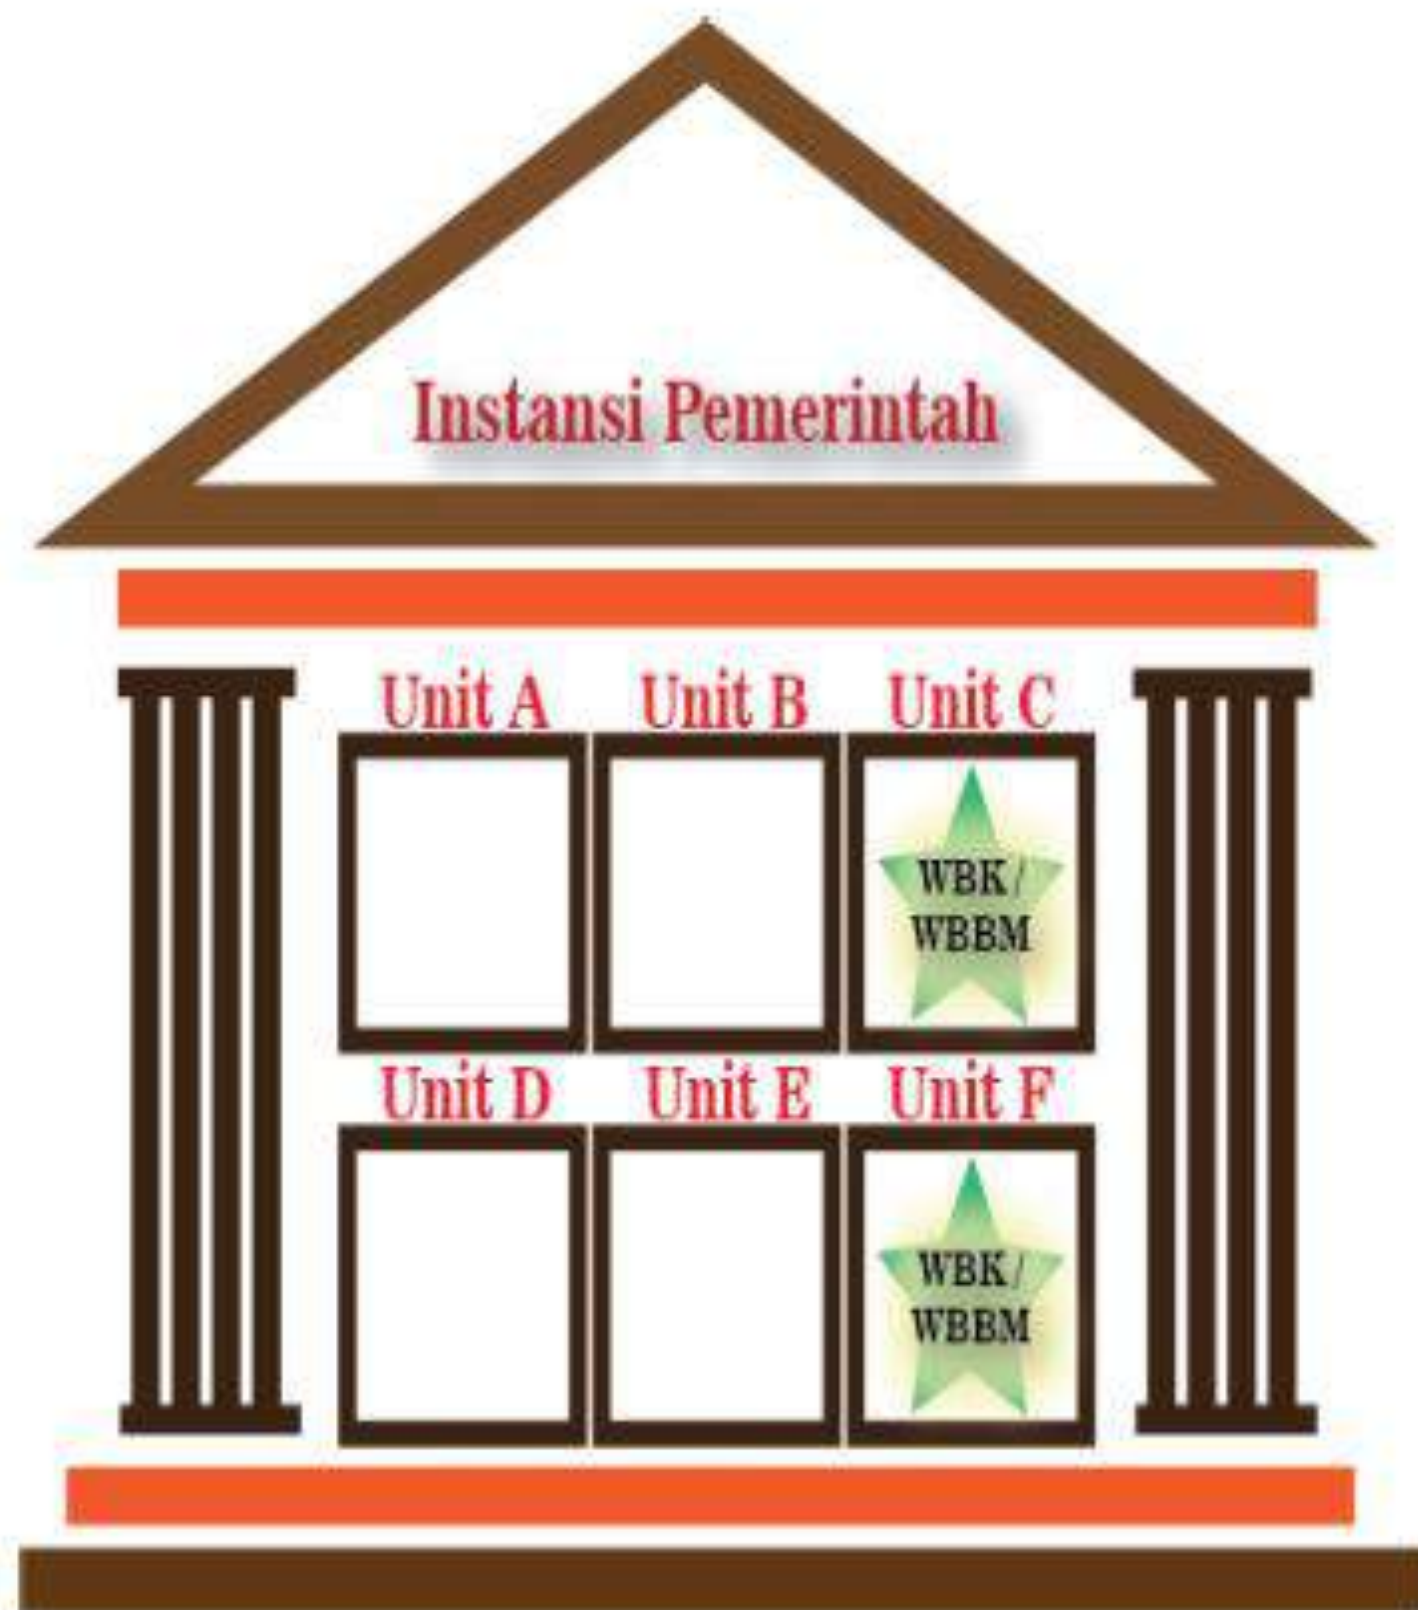 Instansi Pemerintah
Unit A Unit B Unit C
WBK /
WBBM
Unit D Unit E Unit F
WBK /
WBBM